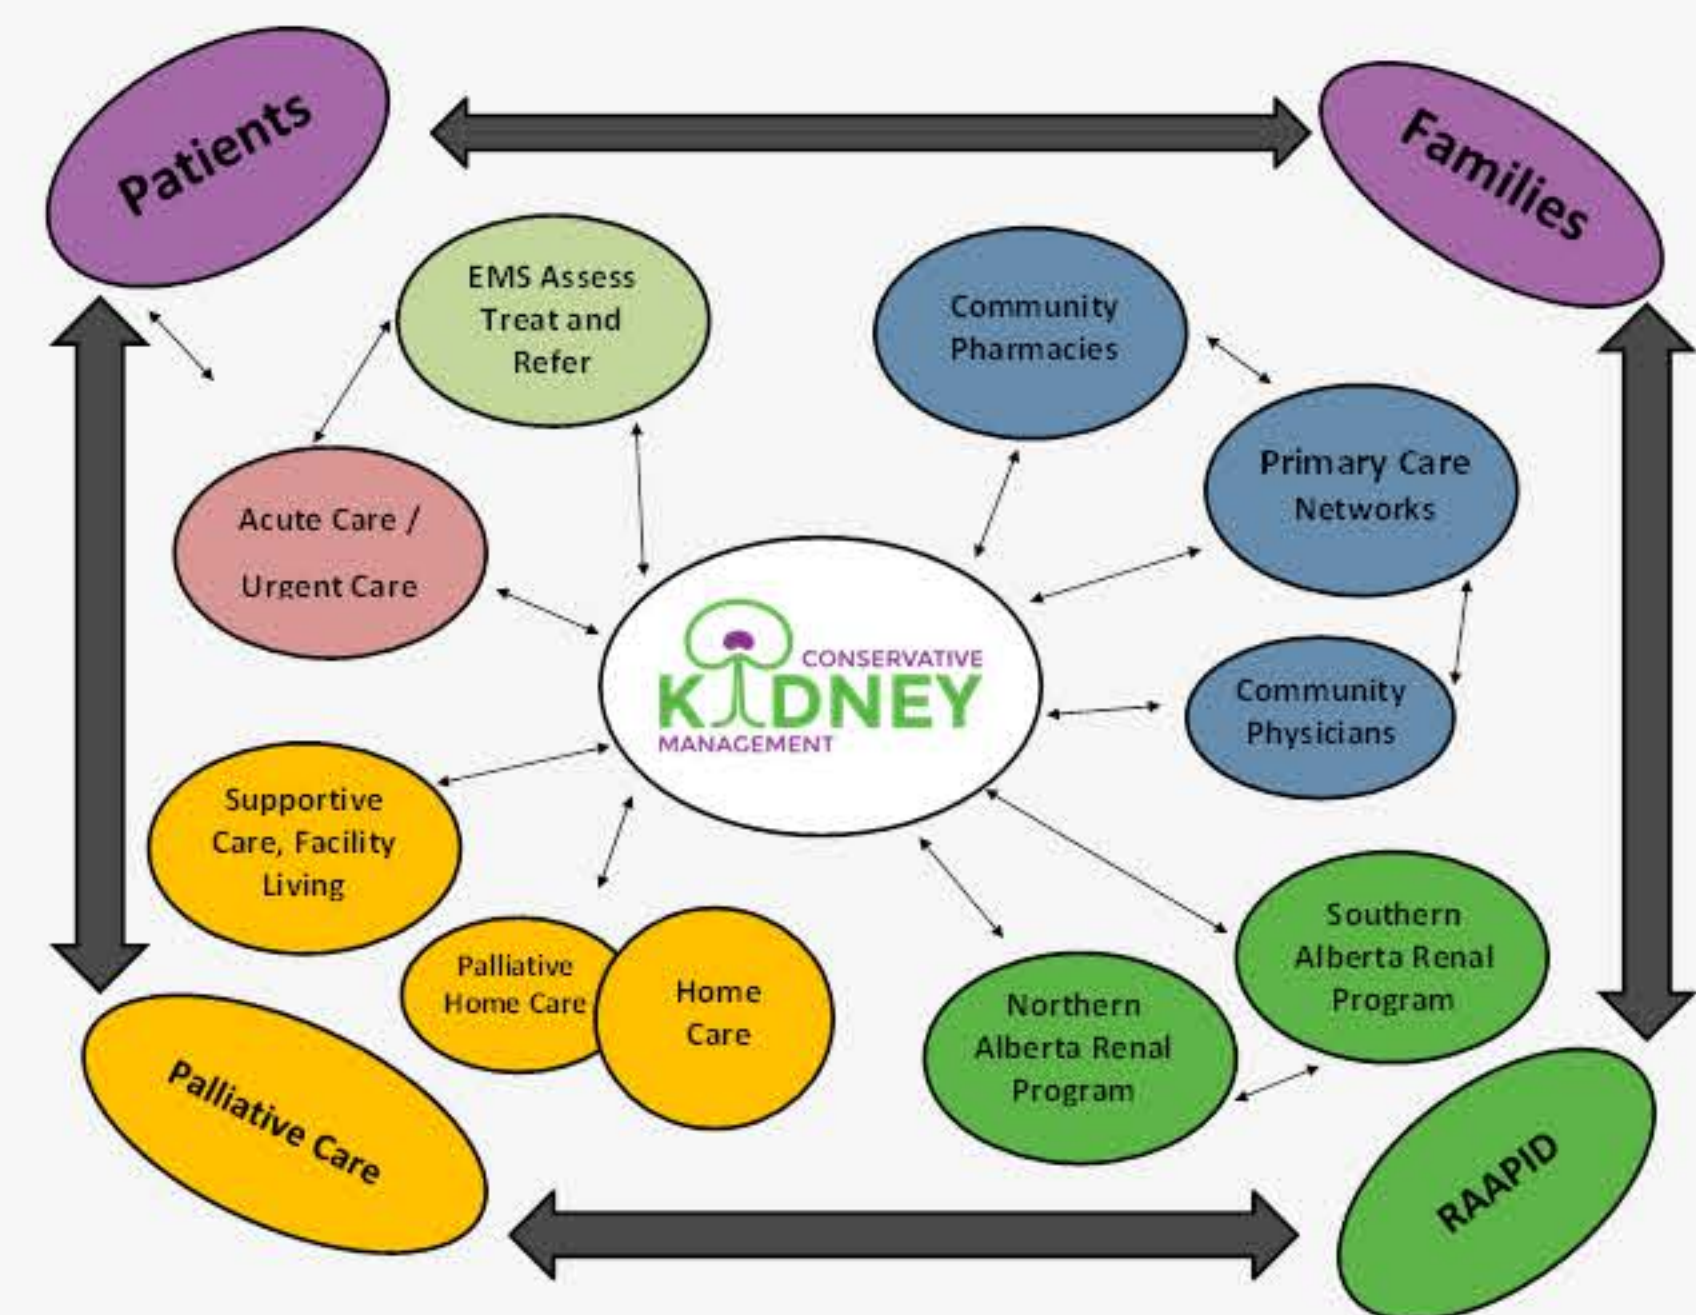 Patients
Families
EMS Assess
Treat and
Refer
Community
Pharmacies
Primary Care
Networks
Acute Care /
Urgent Care
CONSERVATIVE
KIDNEY
MANAGEMENT
Community
Physicians
Supportive
Care, Facility
Living
Palliative
Home Care
Home
Care
Southern
Alberta Renal
Program
Northern
Alberta Renal
Program
Palliative Care
RAAPID